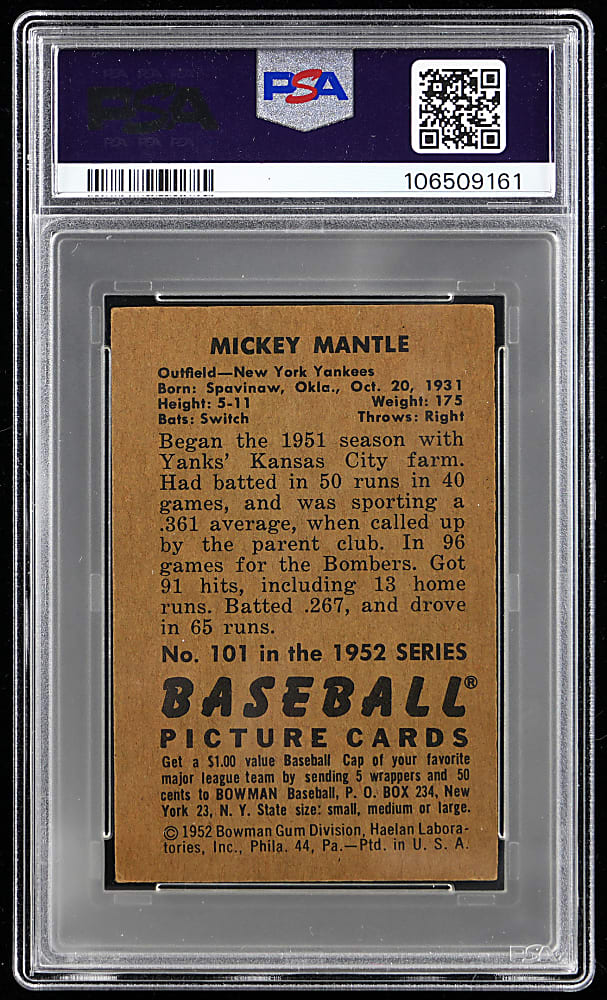 PSA
PSA
106509161
MICKEY MANTLE
Outfield—New York Yankees
Born: Spavinaw, Okla., Oct. 20, 1931
Height: 5-11 Weight: 175
Bats: Switch Throws: Right
Began the 1951 season with
Yanks' Kansas City farm.
Had batted in 50 runs in 40
games, and was sporting a
.361 average, when called up
by the parent club. In 96
games for the Bombers. Got
91 hits, including 13 home
runs. Batted .267, and drove
in 65 runs.
No. 101 in the 1952 SERIES
BASEBALL®
PICTURE CARDS
Get a $1.00 value Baseball Cap of your favorite
major league team by sending 5 wrappers and 50
cents to BOWMAN Baseball, P. O. BOX 234, New
York 23, N. Y. State size: small, medium or large.
© 1952 Bowman Gum Division, Haelan Labora-
tories, Inc., Phila. 44, Pa.—Ptd. in U. S. A.
PSA